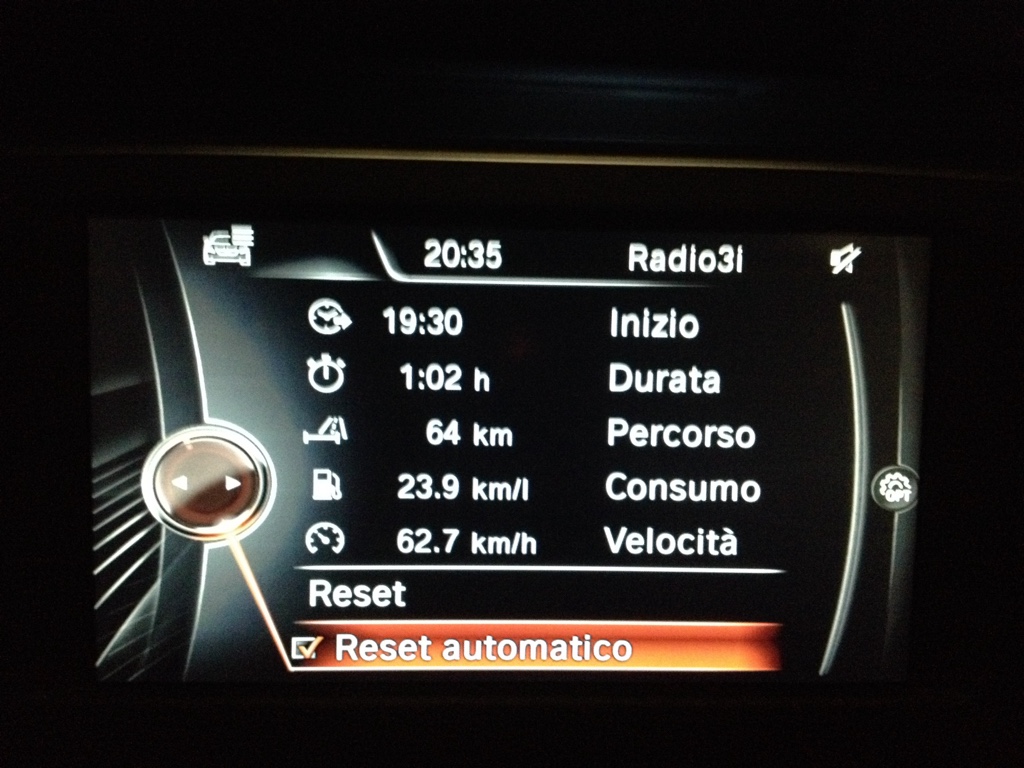 20:35 Radio3i
19:30 Inizio
1:02 h Durata
64 km Percorso
23.9 km/l Consumo
62.7 km/h Velocità
OPT
Reset
Reset automatico